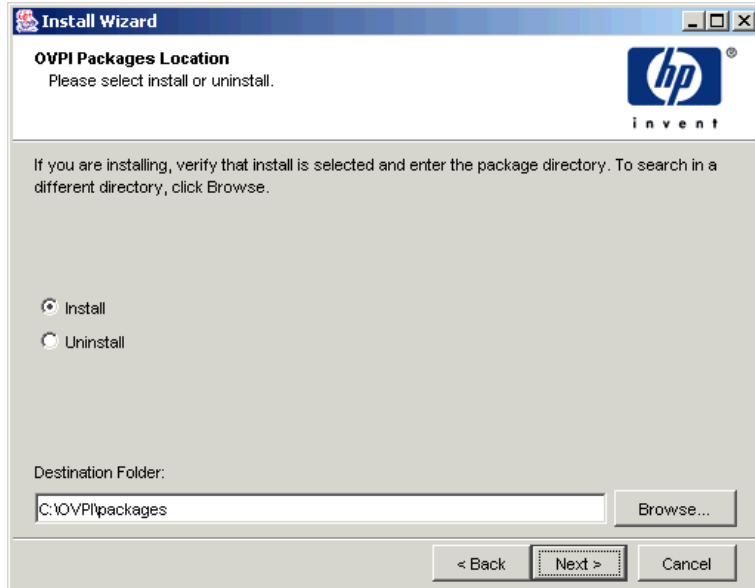 Install Wizard
OVPI Packages Location
Please select install or uninstall.
hp
®
invent
If you are installing, verify that install is selected and enter the package directory. To search in a
different directory, click Browse.
Install
Uninstall
Destination Folder:
C:\OVPI\packages
Browse...
< Back
Next >
Cancel